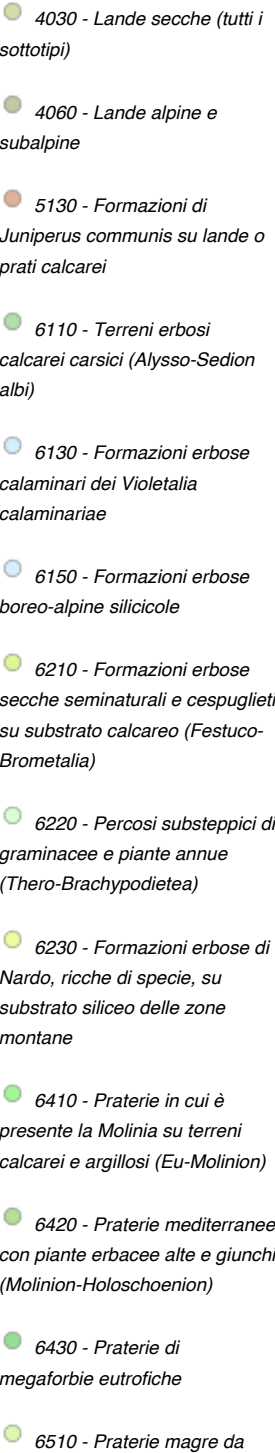 4030 - Lande secche (tutti i
sottotipi)
4060 - Lande alpine e
subalpine
5130 - Formazioni di
Juniperus communis su lande o
prati calcarei
6110 - Terreni erbosi
calcarei carsici (Alysso-Sedion
albi)
6130 - Formazioni erbose
calaminari dei Violetalia
calaminariae
6150 - Formazioni erbose
boreo-alpine silicicole
6210 - Formazioni erbose
secche seminaturali e cespuglieti
su substrato calcareo (Festuco-
Brometalia)
6220 - Percosi substeppici di
graminacee e piante annue
(Thero-Brachypodietea)
6230 - Formazioni erbose di
Nardo, ricche di specie, su
substrato siliceo delle zone
montane
6410 - Praterie in cui è
presente la Molinia su terreni
calcarei e argillosi (Eu-Molinion)
6420 - Praterie mediterranee
con piante erbacee alte e giunchi
(Molinion-Holoschoenion)
6430 - Praterie di
megaforbie eutrofiche
6510 - Praterie magre da